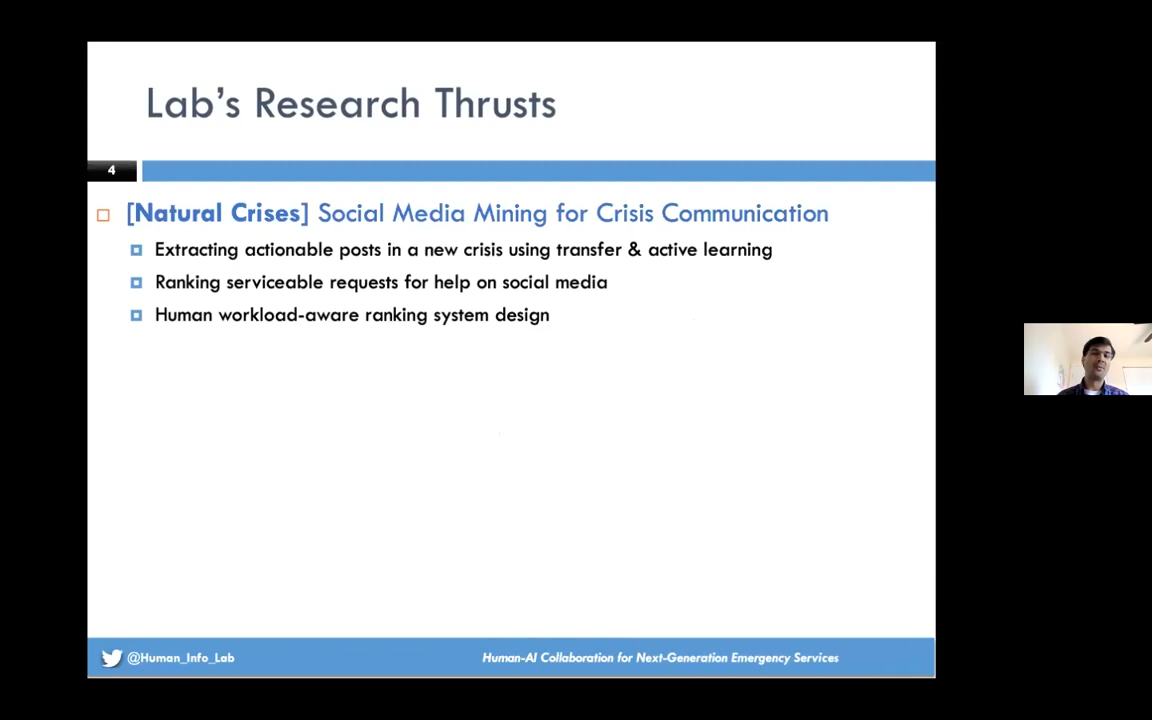 Lab's Research Thrusts
4
[Natural Crises] Social Media Mining for Crisis Communication
Extracting actionable posts in a new crisis using transfer & active learning
Ranking serviceable requests for help on social media
Human workload-aware ranking system design
@Human_Info_Lab
Human-AI Collaboration for Next-Generation Emergency Services